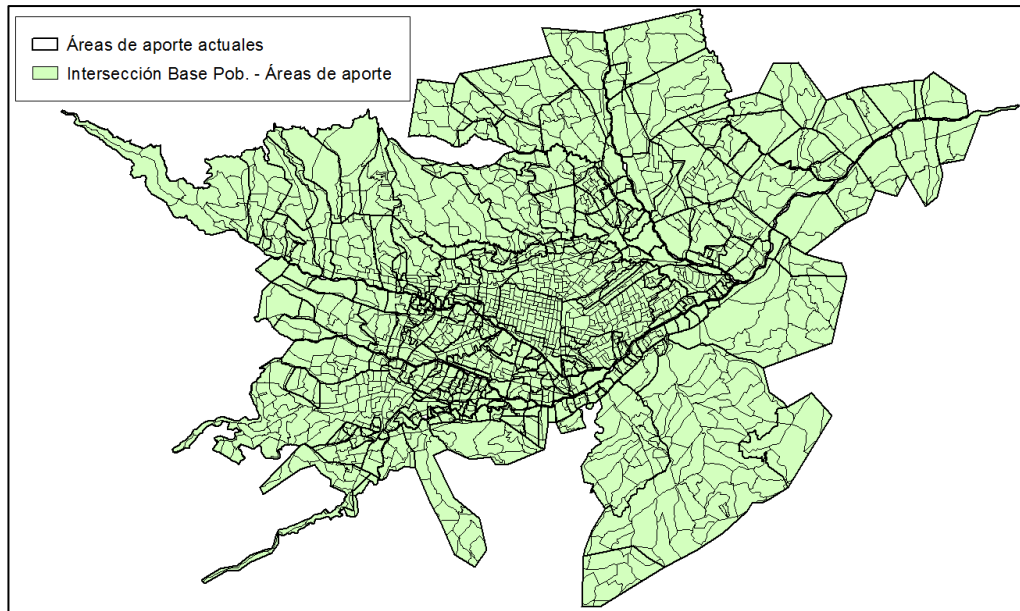 Áreas de aporte actuales
Intersección Base Pob. - Áreas de aporte